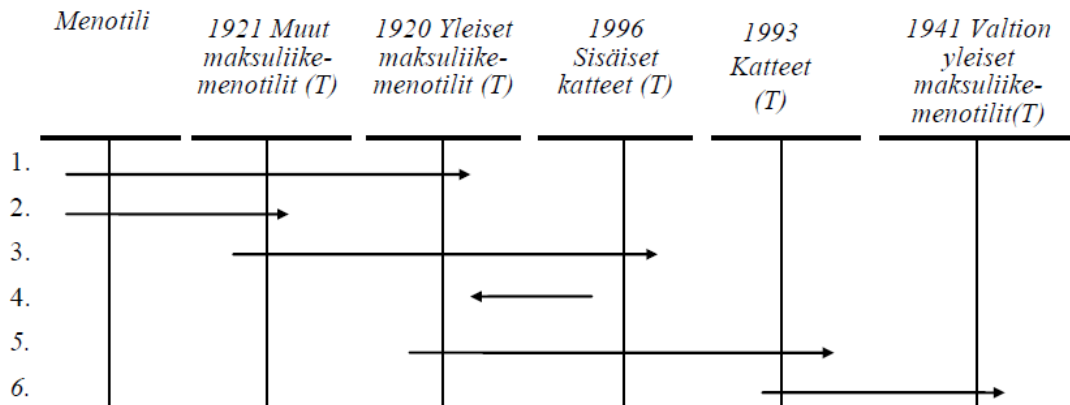 Menotili
1921 Muut
maksuliike-
menotilit (T)
1920 Yleiset
maksuliike-
menotilit (T)
1996
Sisäiset
katteet (T)
1993
Katteet
(T)
1941 Valtion
yleiset
maksuliike-
menotilit(T)
1.
2.
3.
4.
5.
6.